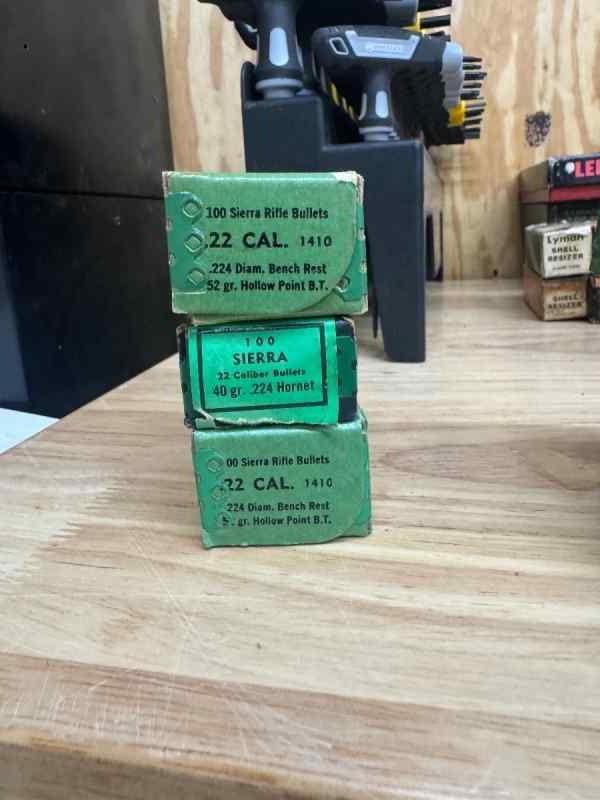 100 Sierra Rifle Bullets
.22 CAL. 1410
.224 Diam. Bench Rest
52 gr. Hollow Point B.T.
100
SIERRA
.22 Caliber Bullets
40 gr. .224 Hornet
00 Sierra Rifle Bullets
22 CAL. 1410
224 Diam. Bench Rest
gr. Hollow Point B.T.
LE
Lyman
SHELL
RESIZER
SHELL
RESIZER